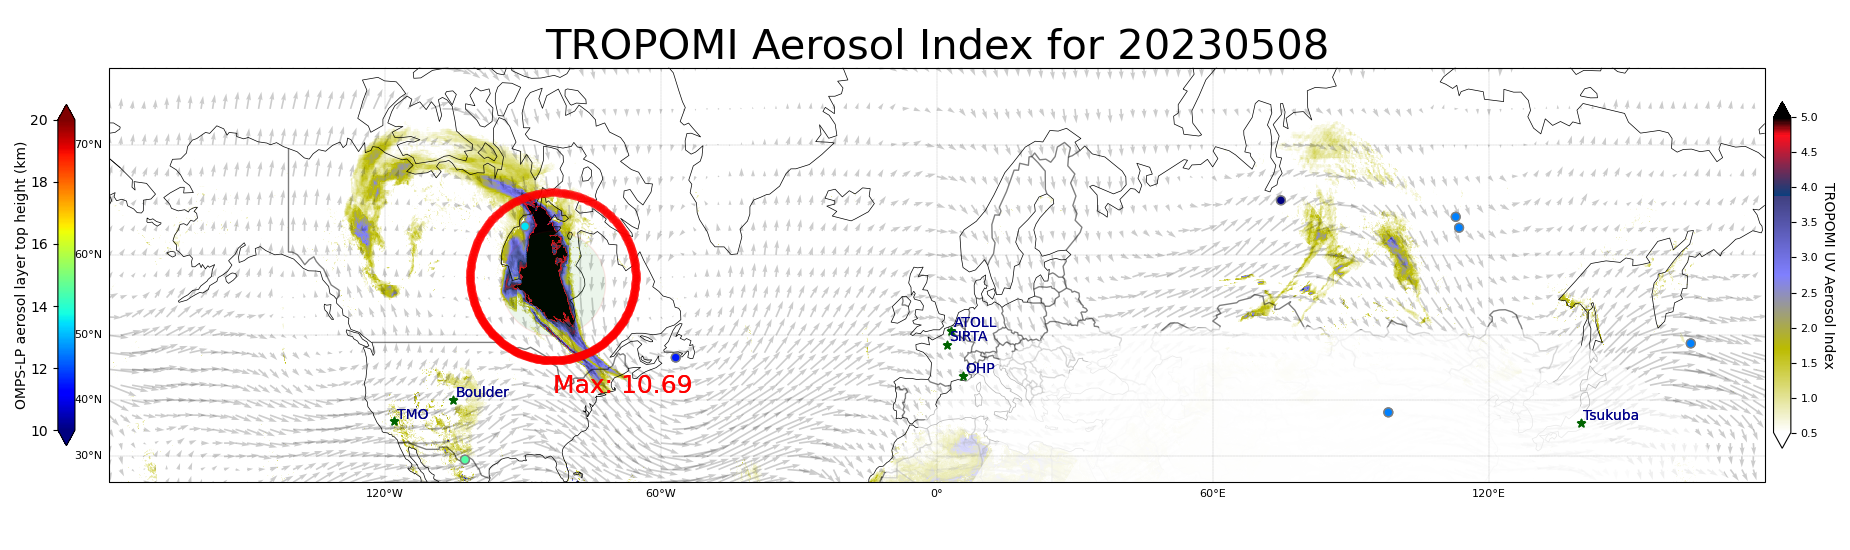 TROPOMI Aerosol Index for 20230508
OMPS-LP aerosol layer top height (km)
20
18
16
14
12
10
70°N
60°N
50°N
40°N
30°N
120°W
60°W
0°
60°E
120°E
ATOLL
SIRTA
OHP
Max: 10.69
Boulder
TMO
Tsukuba
5.0
4.5
4.0
3.5
3.0
2.5
2.0
1.5
1.0
0.5
TROPOMI UV Aerosol Index